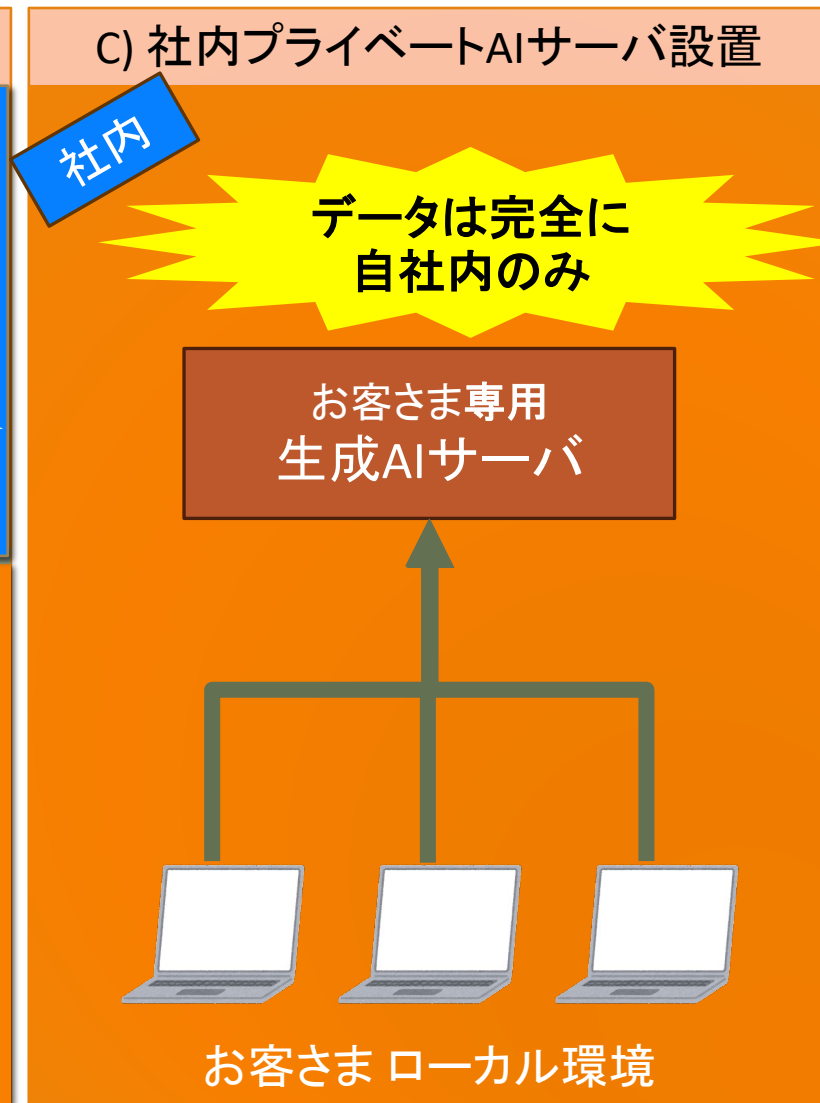 C) 社内プライベートAIサーバ設置
社内
データは完全に
自社内のみ
お客さま専用
生成AIサーバ
お客さま ローカル環境